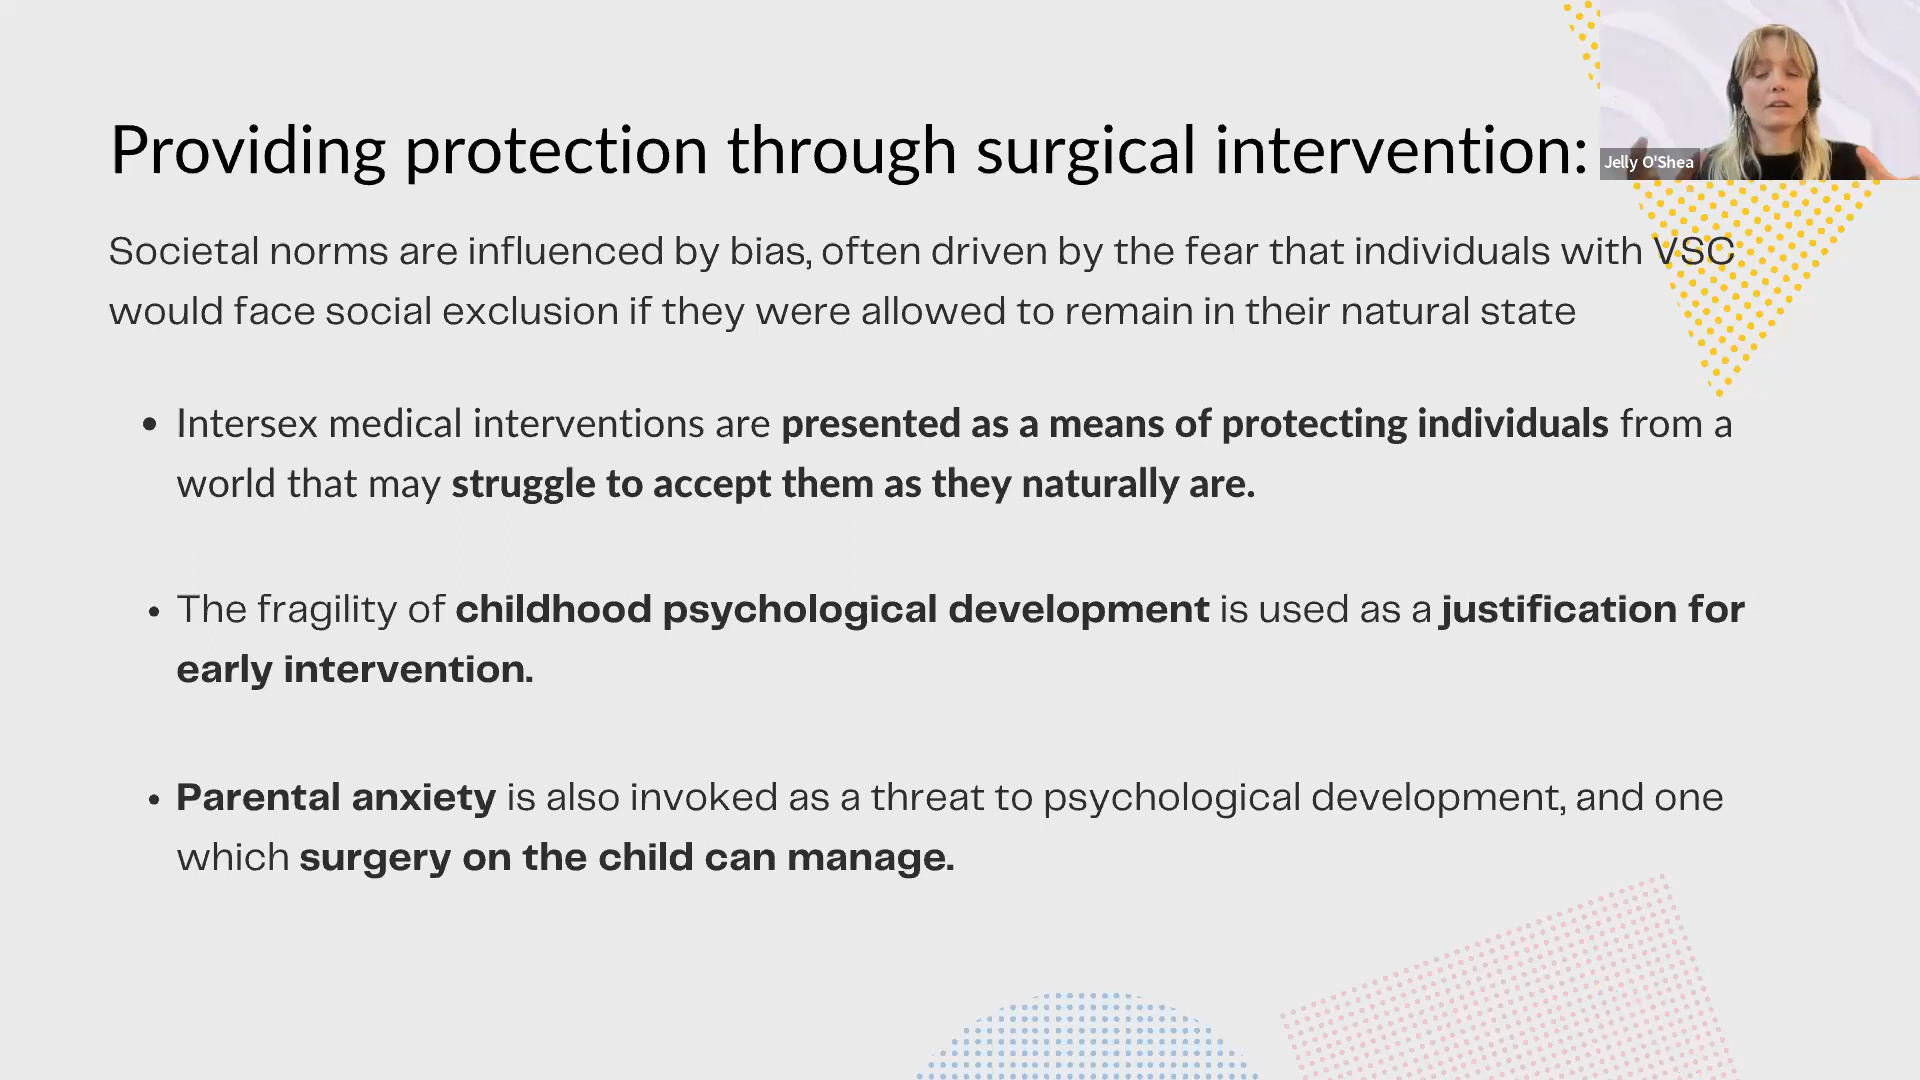 Providing protection through surgical intervention:
Jelly O'Shea
Societal norms are influenced by bias, often driven by the fear that individuals with VSC
would face social exclusion if they were allowed to remain in their natural state
• Intersex medical interventions are presented as a means of protecting individuals from a
world that may struggle to accept them as they naturally are.
• The fragility of childhood psychological development is used as a justification for
early intervention.
• Parental anxiety is also invoked as a threat to psychological development, and one
which surgery on the child can manage.